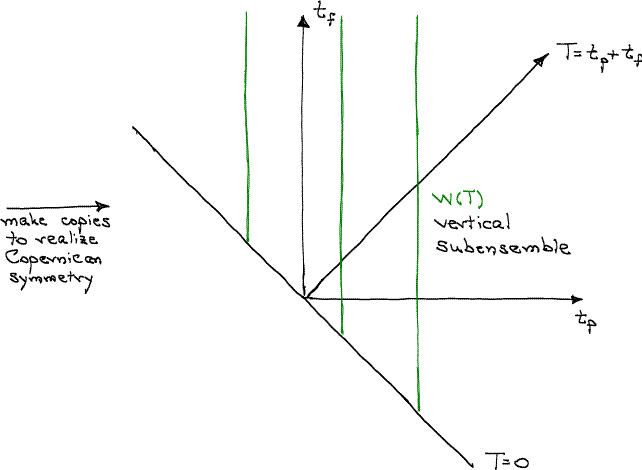 t_f
T=t_p+t_f
make copies
to realize
Copernican
symmetry
W(T)
vertical
subensemble
t_p
T=0